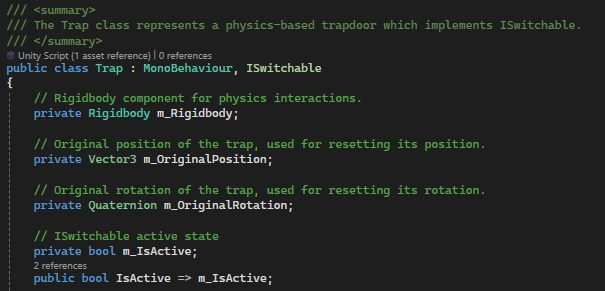 /// <summary>
/// The Trap class represents a physics-based trapdoor which implements ISwitchable.
/// </summary>
Unity Script (1 asset reference) | 0 references
public class Trap : MonoBehaviour, ISwitchable
{
// Rigidbody component for physics interactions.
private Rigidbody m_Rigidbody;
// Original position of the trap, used for resetting its position.
private Vector3 m_OriginalPosition;
// Original rotation of the trap, used for resetting its rotation.
private Quaternion m_OriginalRotation;
// ISwitchable active state
private bool m_IsActive;
2 references
public bool IsActive => m_IsActive;